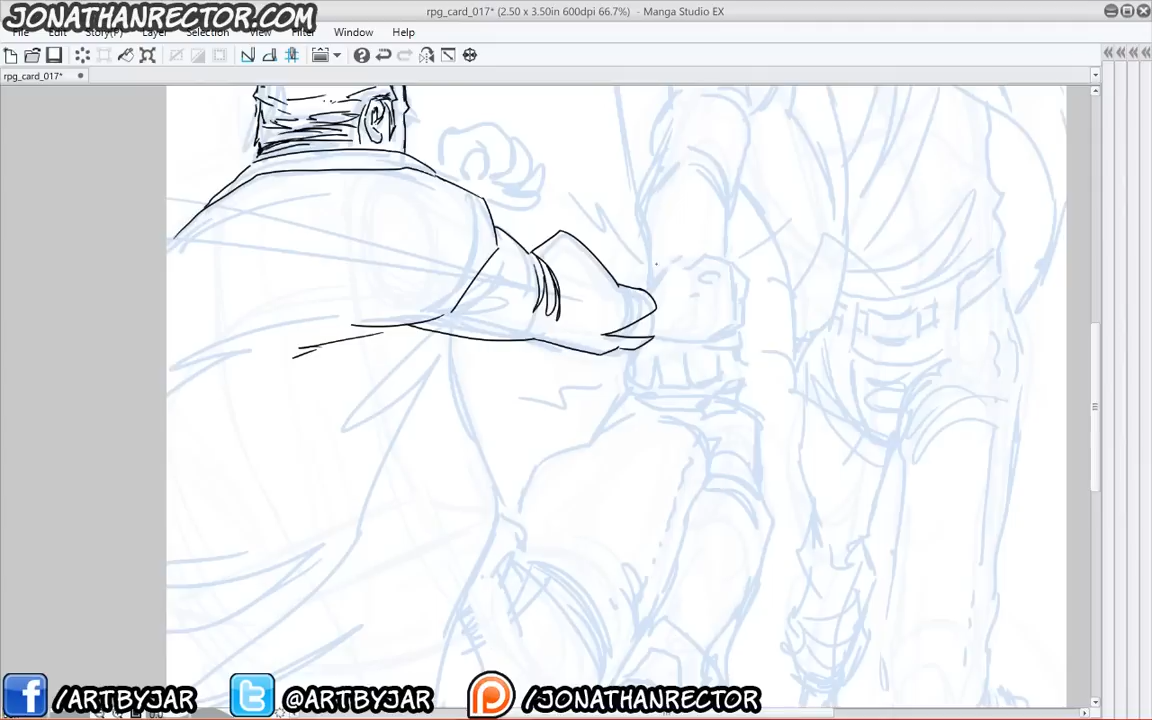 JONATHANRECTOR.COM
rpg_card_017* (2.50 x 3.50in 600dpi 66.7%) - Manga Studio EX
File Edit Story(P) Layer Selection View Filter Window Help
rpg_card_017*
/ARTBYJAR @ARTBYJAR /JONATHANRECTOR